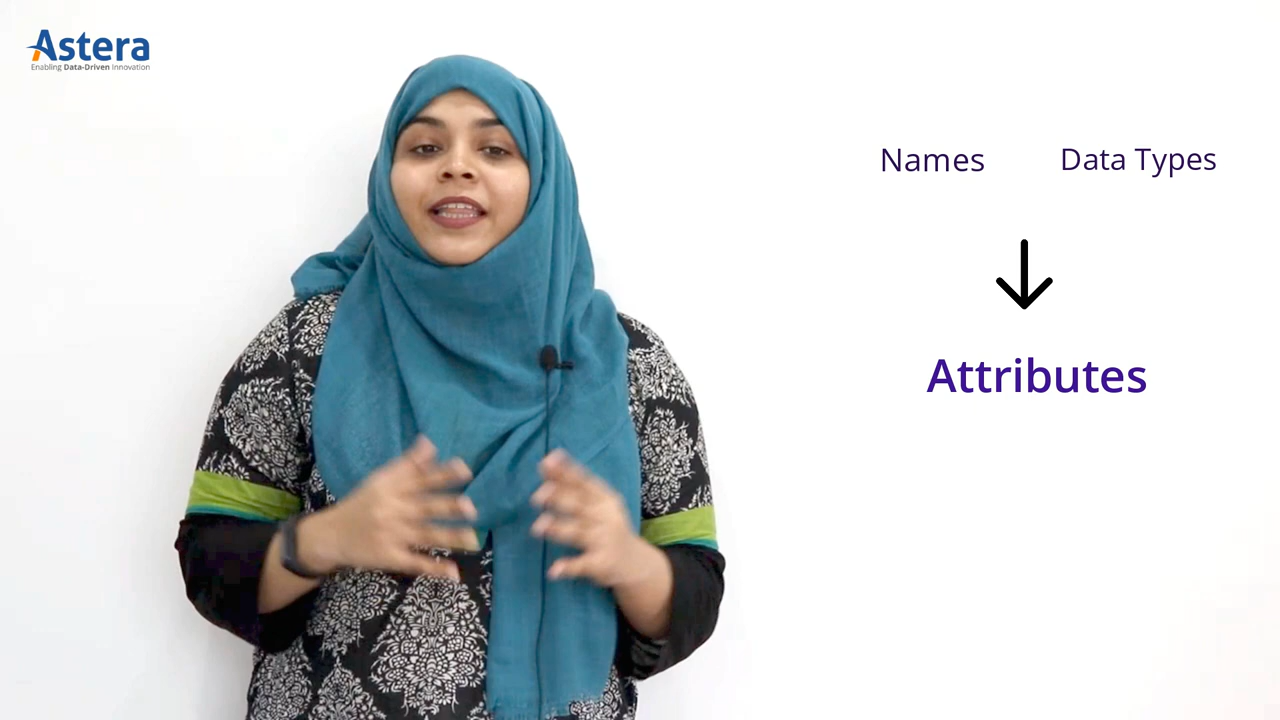 Astera
Enabling Data-Driven Innovation
Names
Data Types
Attributes